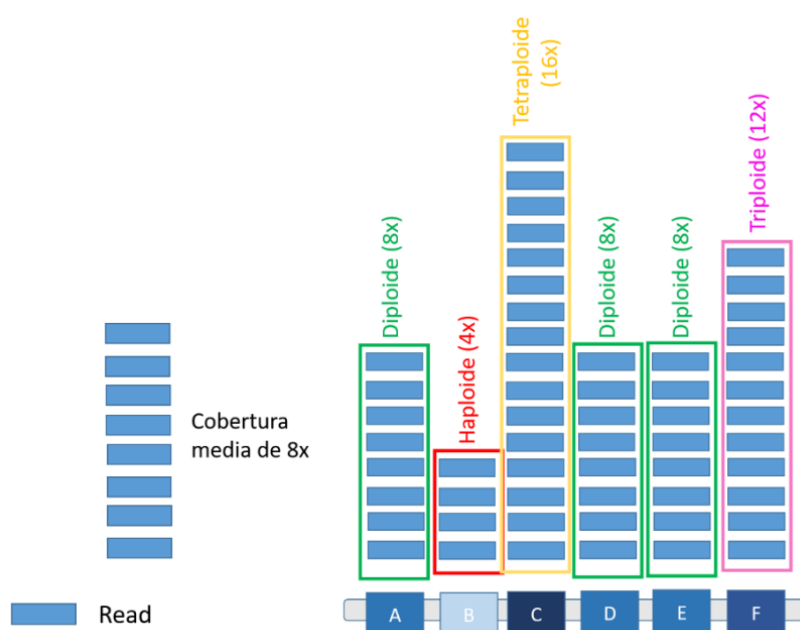 Tetraploide
(16x)
Triploide (12x)
Diploide (8x)
Diploide (8x)
Diploide (8x)
Haploide (4x)
Cobertura
media de 8x
Read
A
B
C
D
E
F